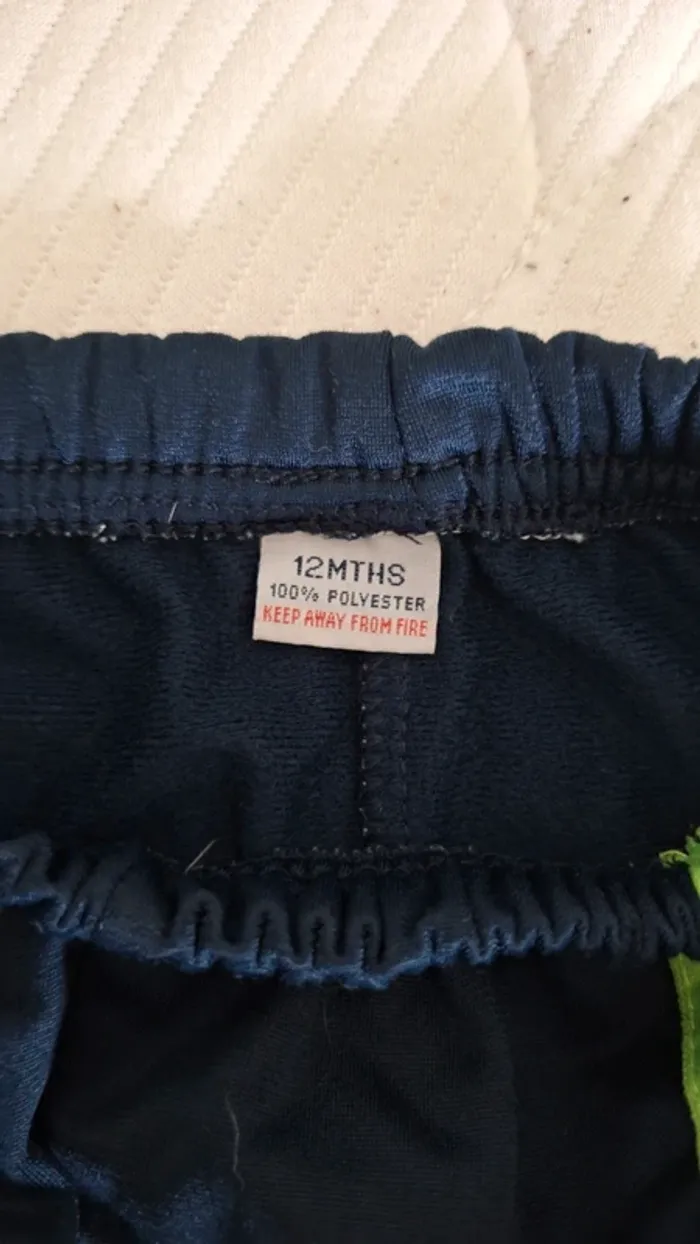 12MTHS
100% POLYESTER
KEEP AWAY FROM FIRE